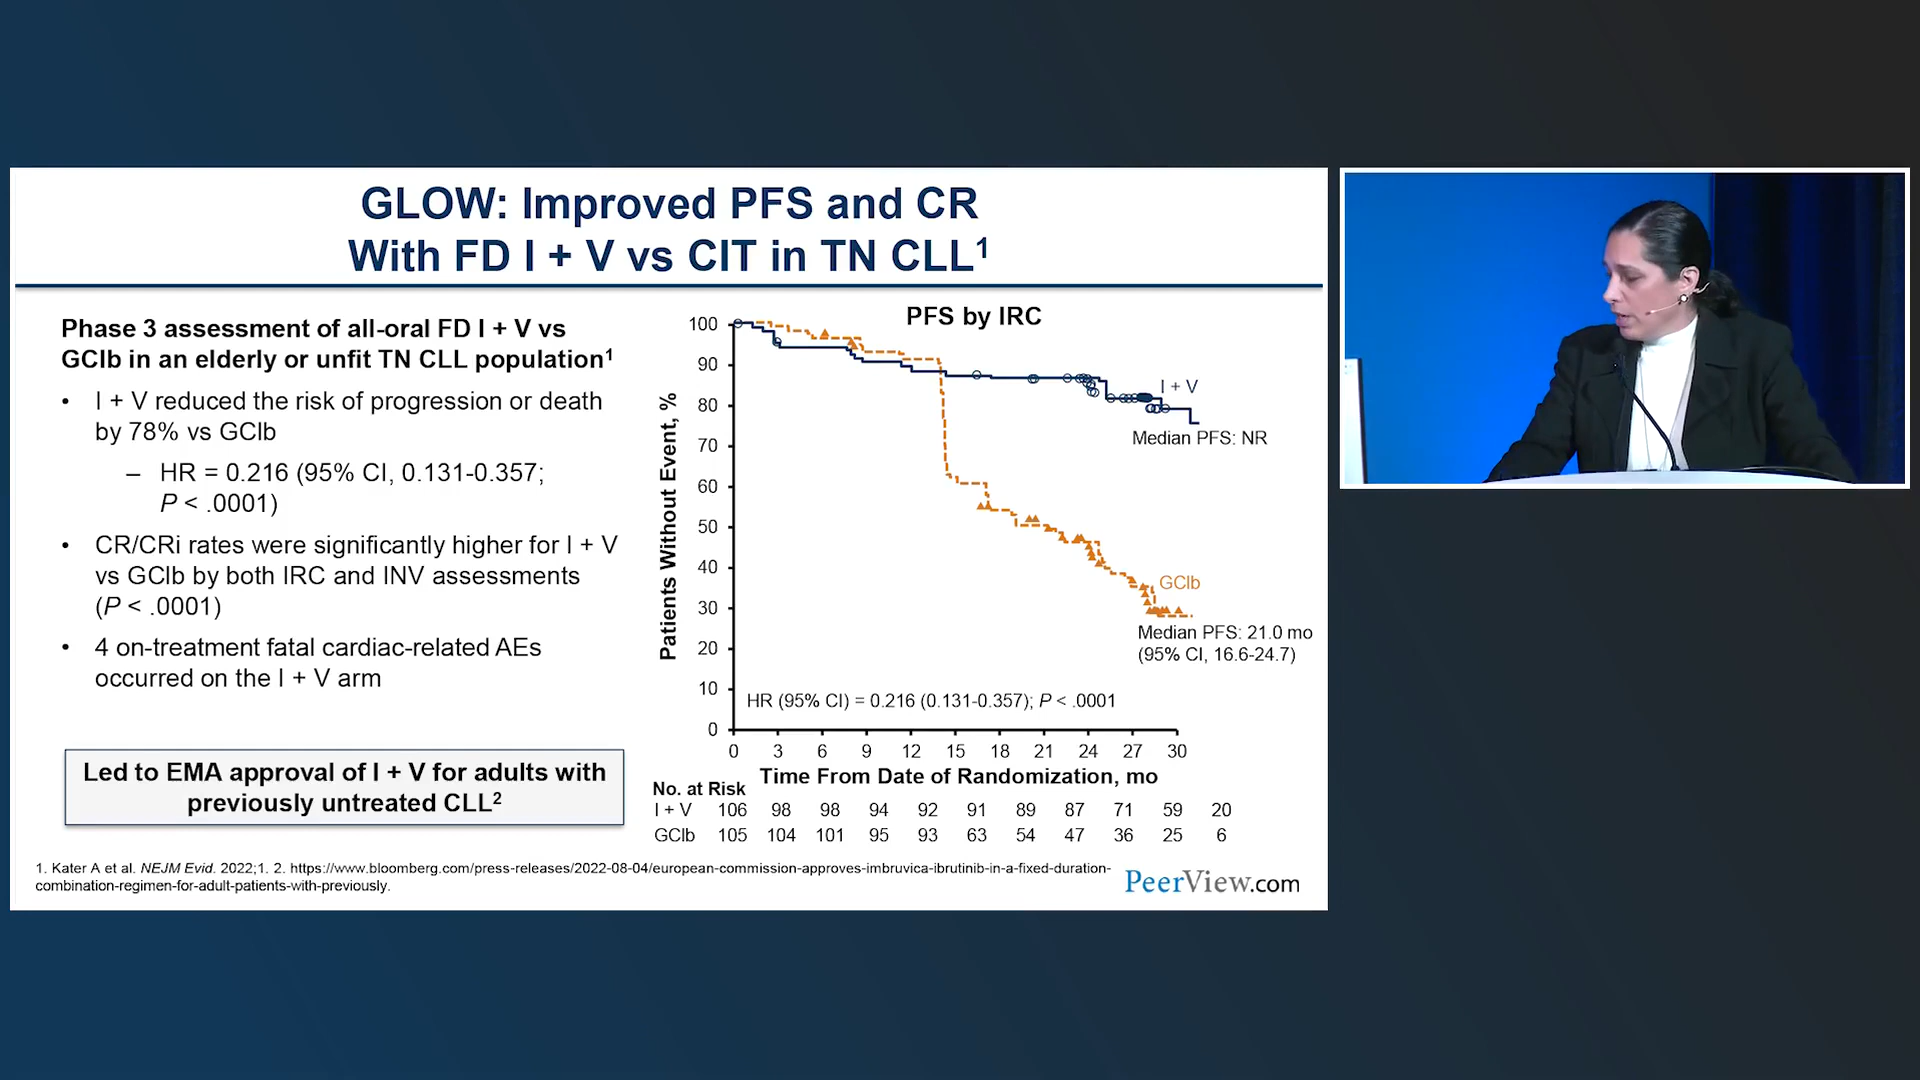 GLOW: Improved PFS and CR
With FD I + V vs CIT in TN CLL1
Phase 3 assessment of all-oral FD I + V vs
GClb in an elderly or unfit TN CLL population1
• I + V reduced the risk of progression or death
by 78% vs GClb
– HR = 0.216 (95% CI, 0.131-0.357;
P < .0001)
• CR/CRi rates were significantly higher for I + V
vs GClb by both IRC and INV assessments
(P < .0001)
• 4 on-treatment fatal cardiac-related AEs
occurred on the I + V arm
Led to EMA approval of I + V for adults with
previously untreated CLL2
PFS by IRC
Patients Without Event, %
100
90
80
70
60
50
40
30
20
10
0
I + V
Median PFS: NR
GClb
Median PFS: 21.0 mo
(95% CI, 16.6-24.7)
HR (95% CI) = 0.216 (0.131-0.357); P < .0001
0 3 6 9 12 15 18 21 24 27 30
Time From Date of Randomization, mo
No. at Risk
I + V 106 98 98 94 92 91 89 87 71 59 20
GClb 105 104 101 95 93 63 54 47 36 25 6
1. Kater A et al. NEJM Evid. 2022;1. 2. https://www.bloomberg.com/press-releases/2022-08-04/european-commission-approves-imbruvica-ibrutinib-in-a-fixed-duration-
combination-regimen-for-adult-patients-with-previously.
PeerView.com